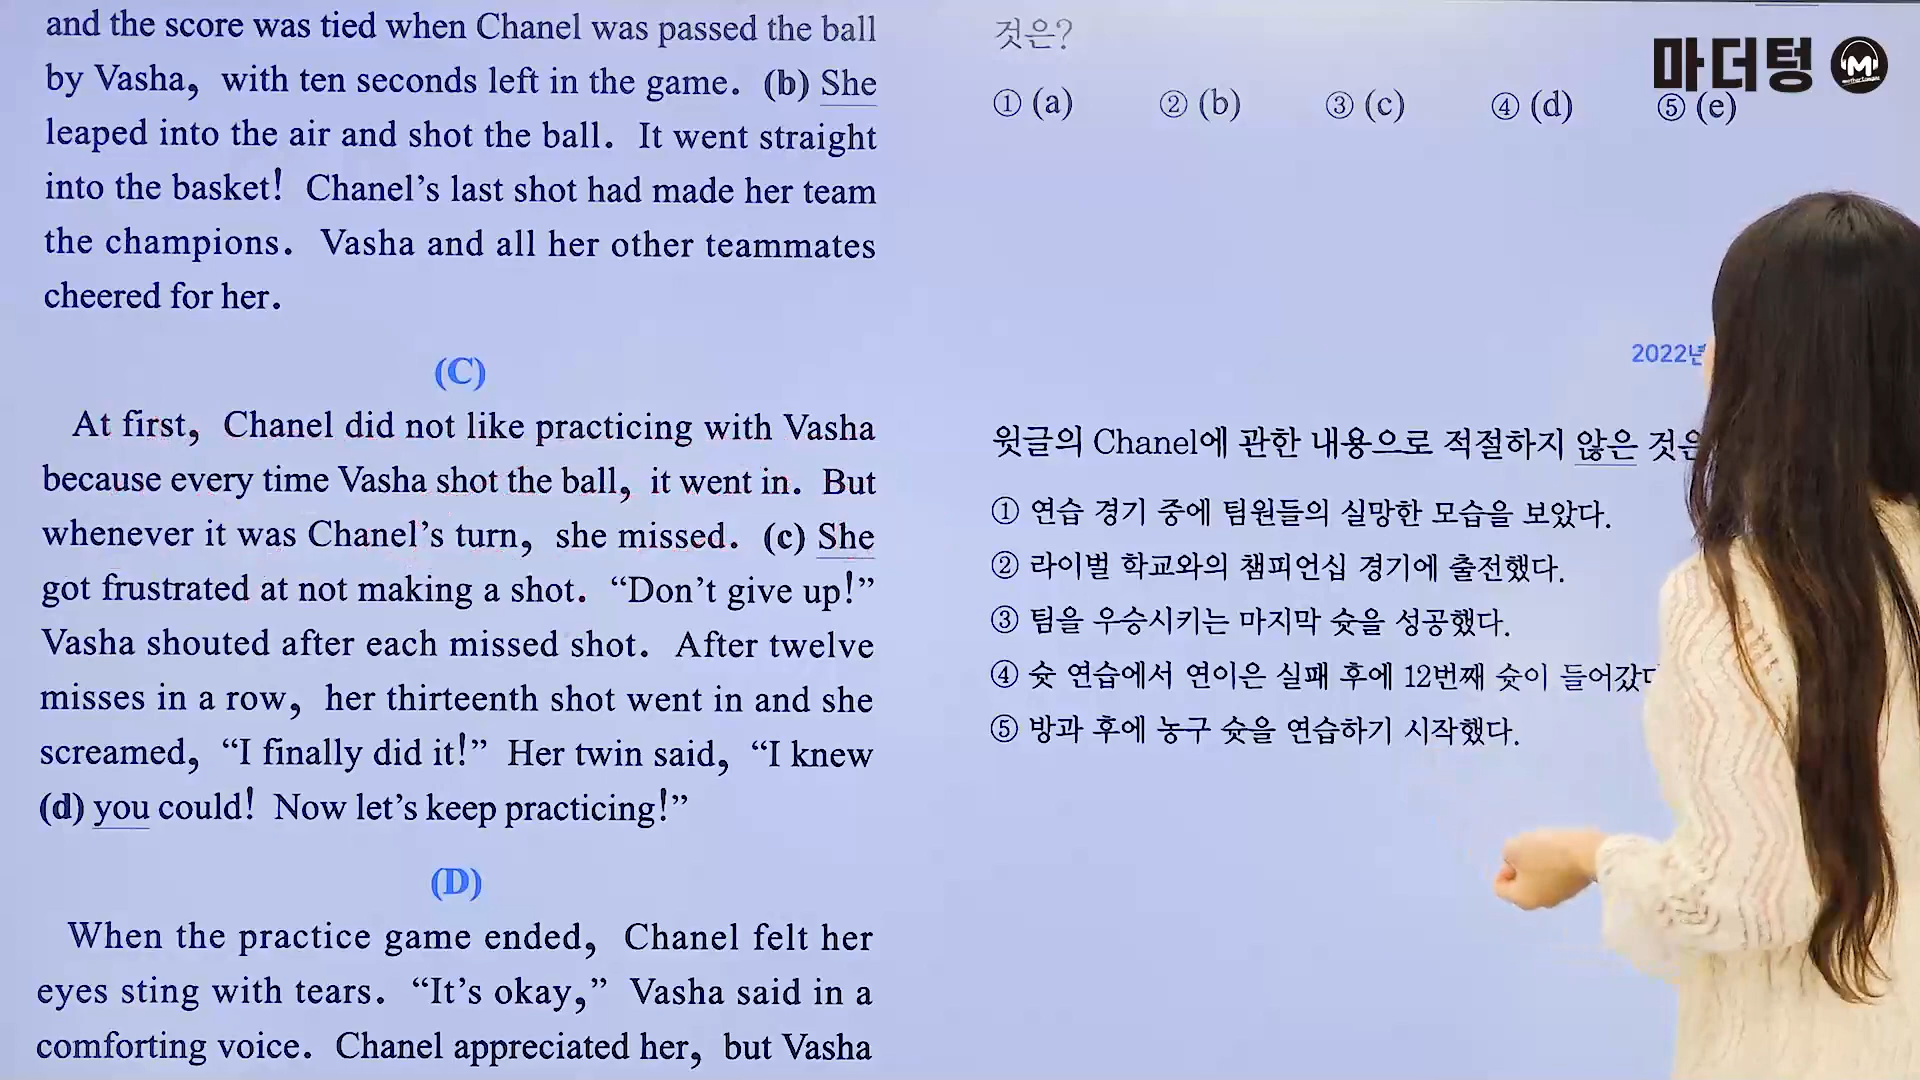 and the score was tied when Chanel was passed the ball
by Vasha, with ten seconds left in the game. (b) She
leaped into the air and shot the ball. It went straight
into the basket! Chanel's last shot had made her team
the champions. Vasha and all her other teammates
cheered for her.
(C)
At first, Chanel did not like practicing with Vasha
because every time Vasha shot the ball, it went in. But
whenever it was Chanel's turn, she missed. (c) She
got frustrated at not making a shot. “Don't give up!”
Vasha shouted after each missed shot. After twelve
misses in a row, her thirteenth shot went in and she
screamed, “I finally did it!” Her twin said, “I knew
(d) you could! Now let's keep practicing!”
(D)
When the practice game ended, Chanel felt her
eyes sting with tears. “It's okay,” Vasha said in a
comforting voice. Chanel appreciated her, but Vasha
것은?
① (a) ② (b) ③ (c) ④ (d) ⑤ (e)
2022년
윗글의 Chanel에 관한 내용으로 적절하지 않은 것은
① 연습 경기 중에 팀원들의 실망한 모습을 보았다.
② 라이벌 학교와의 챔피언십 경기에 출전했다.
③ 팀을 우승시키는 마지막 슛을 성공했다.
④ 슛 연습에서 연이은 실패 후에 12번째 슛이 들어갔다
⑤ 방과 후에 농구 슛을 연습하기 시작했다.
마더텅 M